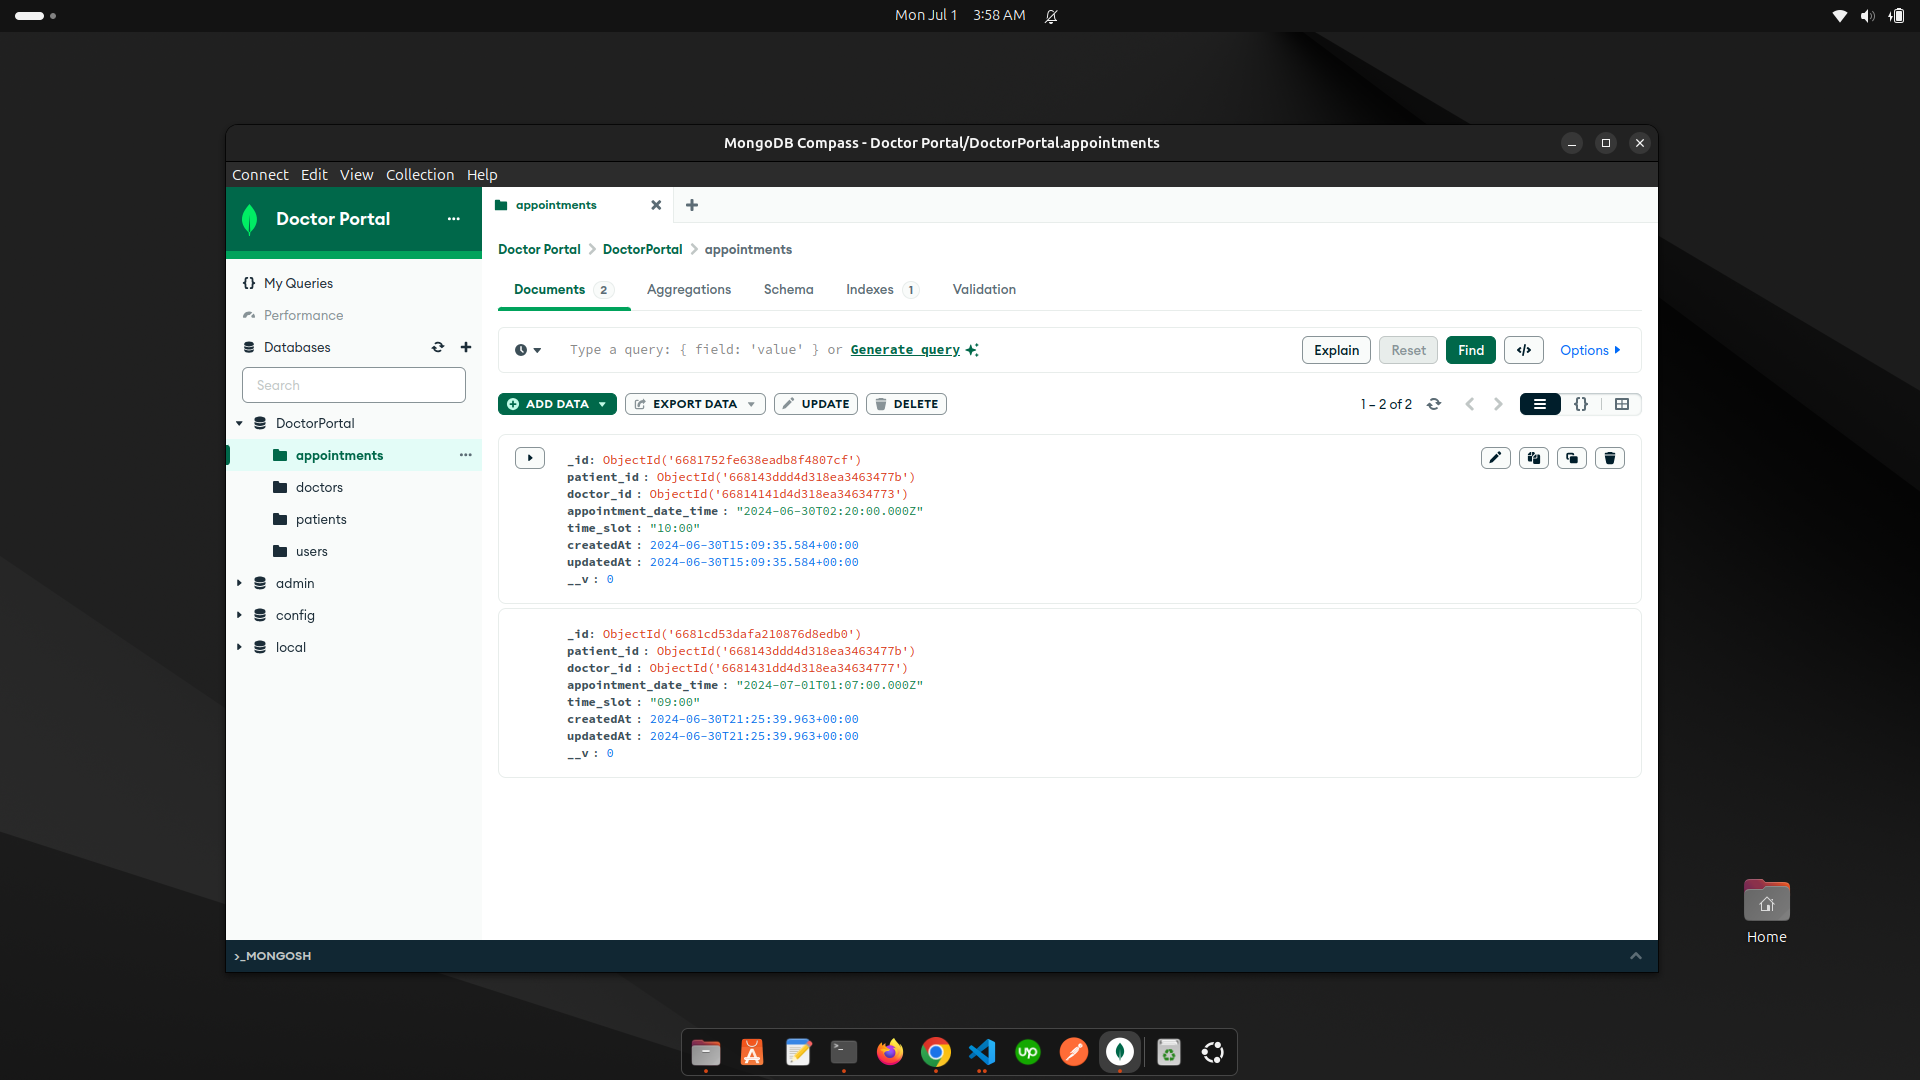 Mon Jul 1 3:58 AM
MongoDB Compass - Doctor Portal/DoctorPortal.appointments
Connect Edit View Collection Help
Doctor Portal
appointments
Doctor Portal DoctorPortal appointments
My Queries
Performance
Databases
Search
DoctorPortal
appointments
doctors
patients
users
admin
config
local
Documents 2 Aggregations Schema Indexes 1 Validation
Type a query: { field: 'value' } or Generate query
Explain Reset Find </> Options
ADD DATA EXPORT DATA UPDATE DELETE
1 – 2 of 2
_id: ObjectId('6681752fe638eadb8f4807cf')
patient_id : ObjectId('668143ddd4d318ea3463477b')
doctor_id : ObjectId('66814141d4d318ea34634773')
appointment_date_time : "2024-06-30T02:20:00.000Z"
time_slot : "10:00"
createdAt : 2024-06-30T15:09:35.584+00:00
updatedAt : 2024-06-30T15:09:35.584+00:00
__v : 0
_id: ObjectId('6681cd53dafa210876d8edb0')
patient_id : ObjectId('668143ddd4d318ea3463477b')
doctor_id : ObjectId('6681431dd4d318ea34634777')
appointment_date_time : "2024-07-01T01:07:00.000Z"
time_slot : "09:00"
createdAt : 2024-06-30T21:25:39.963+00:00
updatedAt : 2024-06-30T21:25:39.963+00:00
__v : 0
>_MONGOSH
Home
up